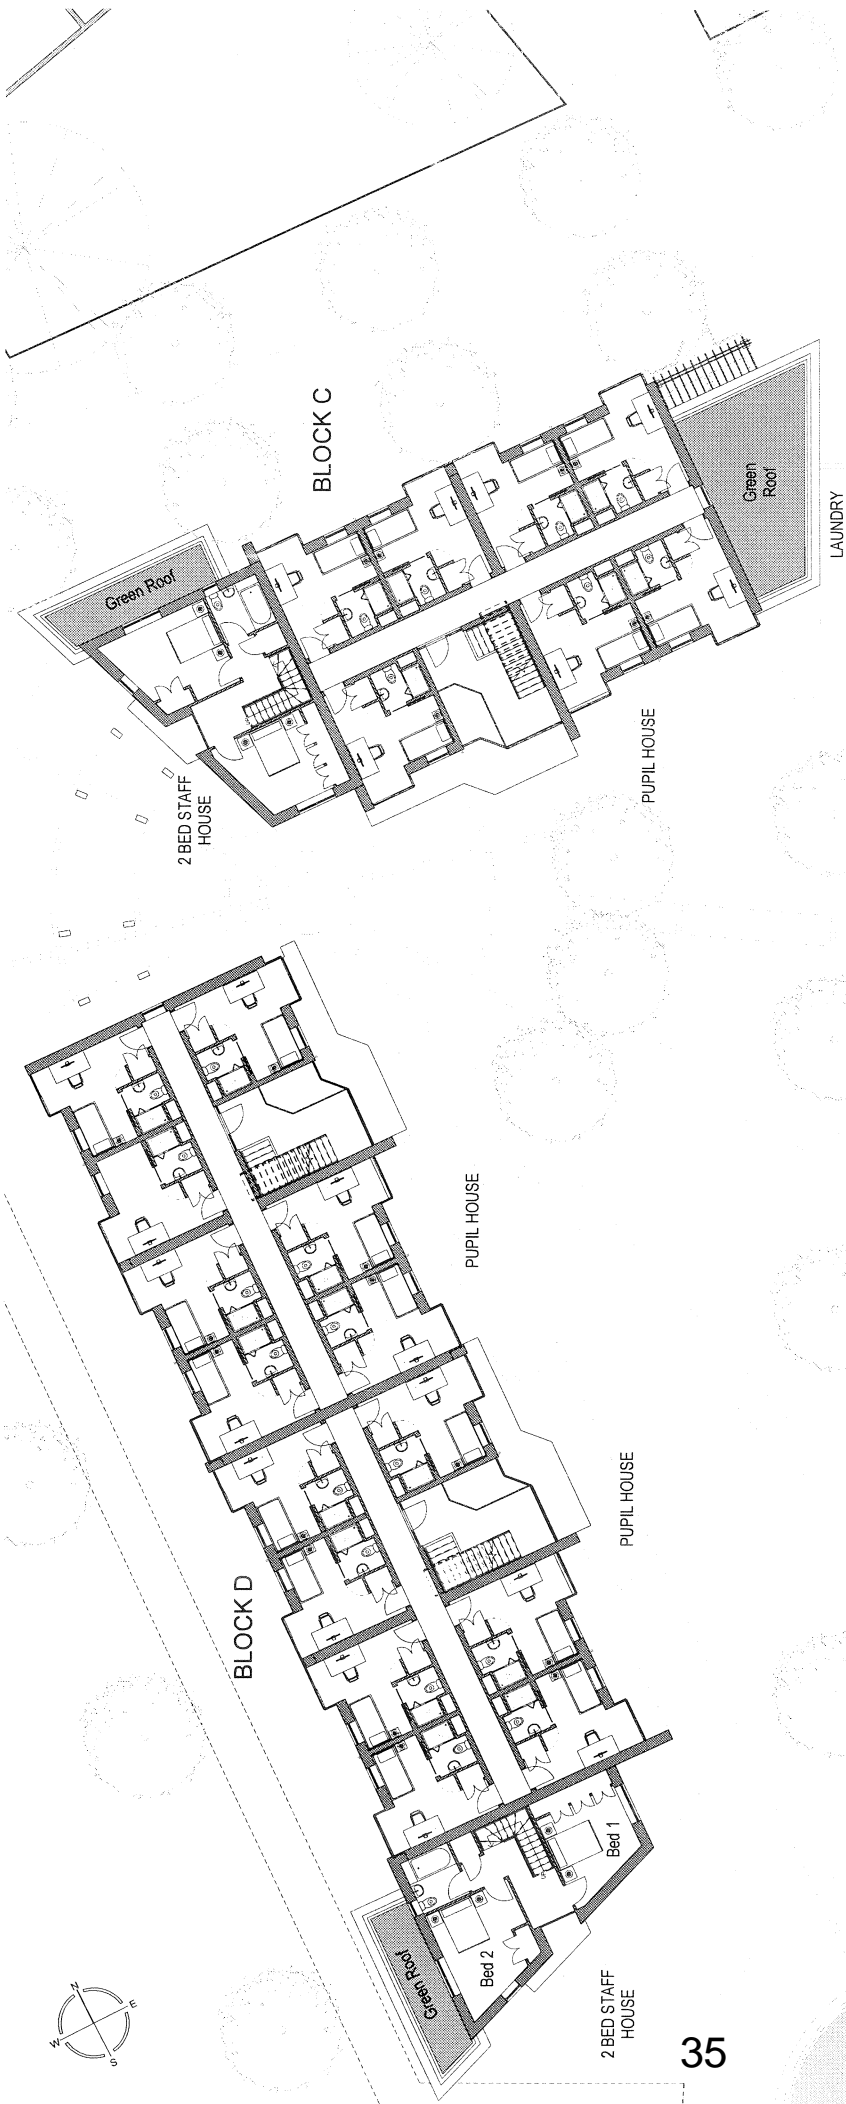 BLOCK C
Green Roof
Green
Roof
LAUNDRY
2 BED STAFF
HOUSE
PUPIL HOUSE
PUPIL HOUSE
PUPIL HOUSE
BLOCK D
Bed 1
Bed 2
Green Roof
2 BED STAFF
HOUSE
N
E
S
W
35